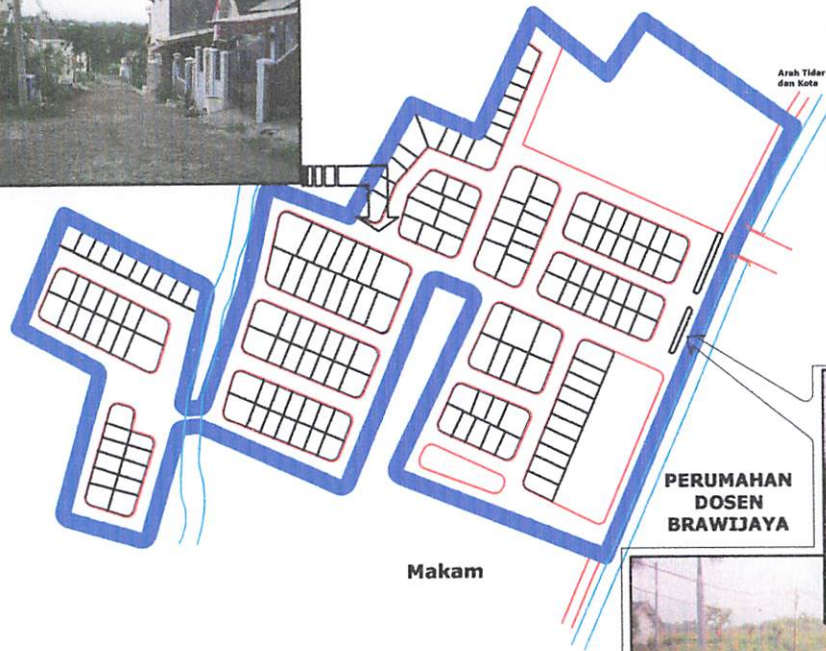 Arah Tidar
dan Kota
PERUMAHAN
DOSEN
BRAWIJAYA
Makam